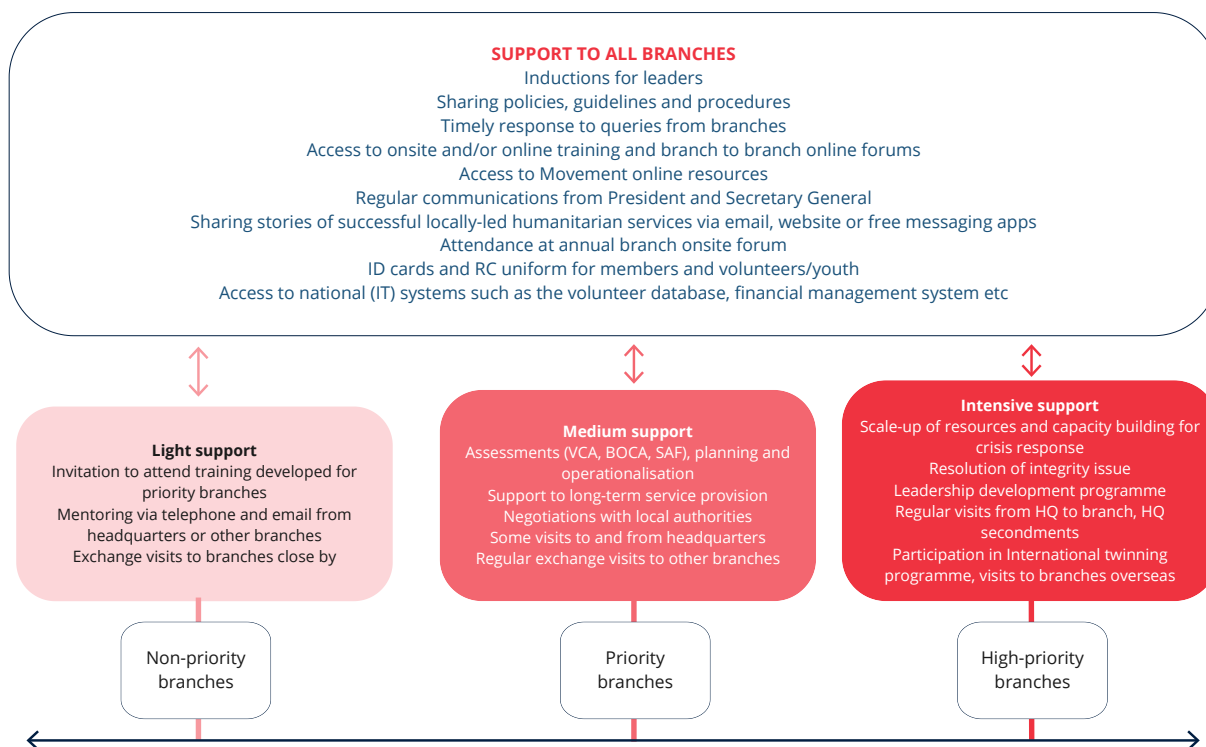 SUPPORT TO ALL BRANCHES
Inductions for leaders
Sharing policies, guidelines and procedures
Timely response to queries from branches
Access to onsite and/or online training and branch to branch online forums
Access to Movement online resources
Regular communications from President and Secretary General
Sharing stories of successful locally-led humanitarian services via email, website or free messaging apps
Attendance at annual branch onsite forum
ID cards and RC uniform for members and volunteers/youth
Access to national (IT) systems such as the volunteer database, financial management system etc
Light support
Invitation to attend training developed for
priority branches
Mentoring via telephone and email from
headquarters or other branches
Exchange visits to branches close by
Medium support
Assessments (VCA, BOCA, SAF), planning and
operationalisation
Support to long-term service provision
Negotiations with local authorities
Some visits to and from headquarters
Regular exchange visits to other branches
Intensive support
Scale-up of resources and capacity building for
crisis response
Resolution of integrity issue
Leadership development programme
Regular visits from HQ to branch, HQ
secondments
Participation in International twinning
programme, visits to branches overseas
Non-priority
branches
Priority
branches
High-priority
branches